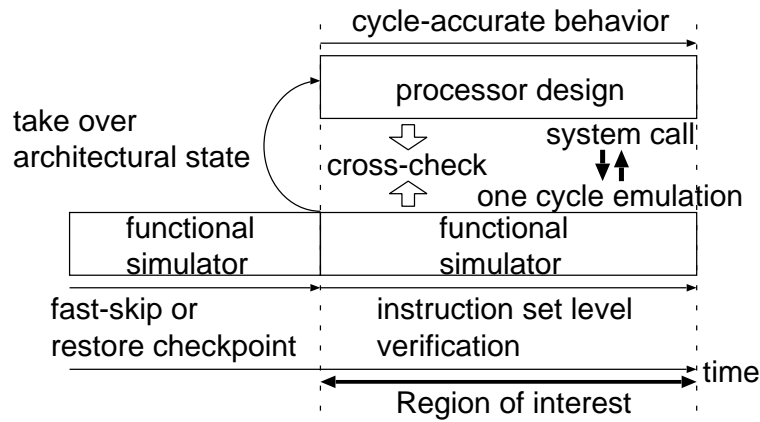 cycle-accurate behavior
processor design
take over
architectural state
system call
cross-check
one cycle emulation
functional
simulator
functional
simulator
fast-skip or
restore checkpoint
instruction set level
verification
time
Region of interest